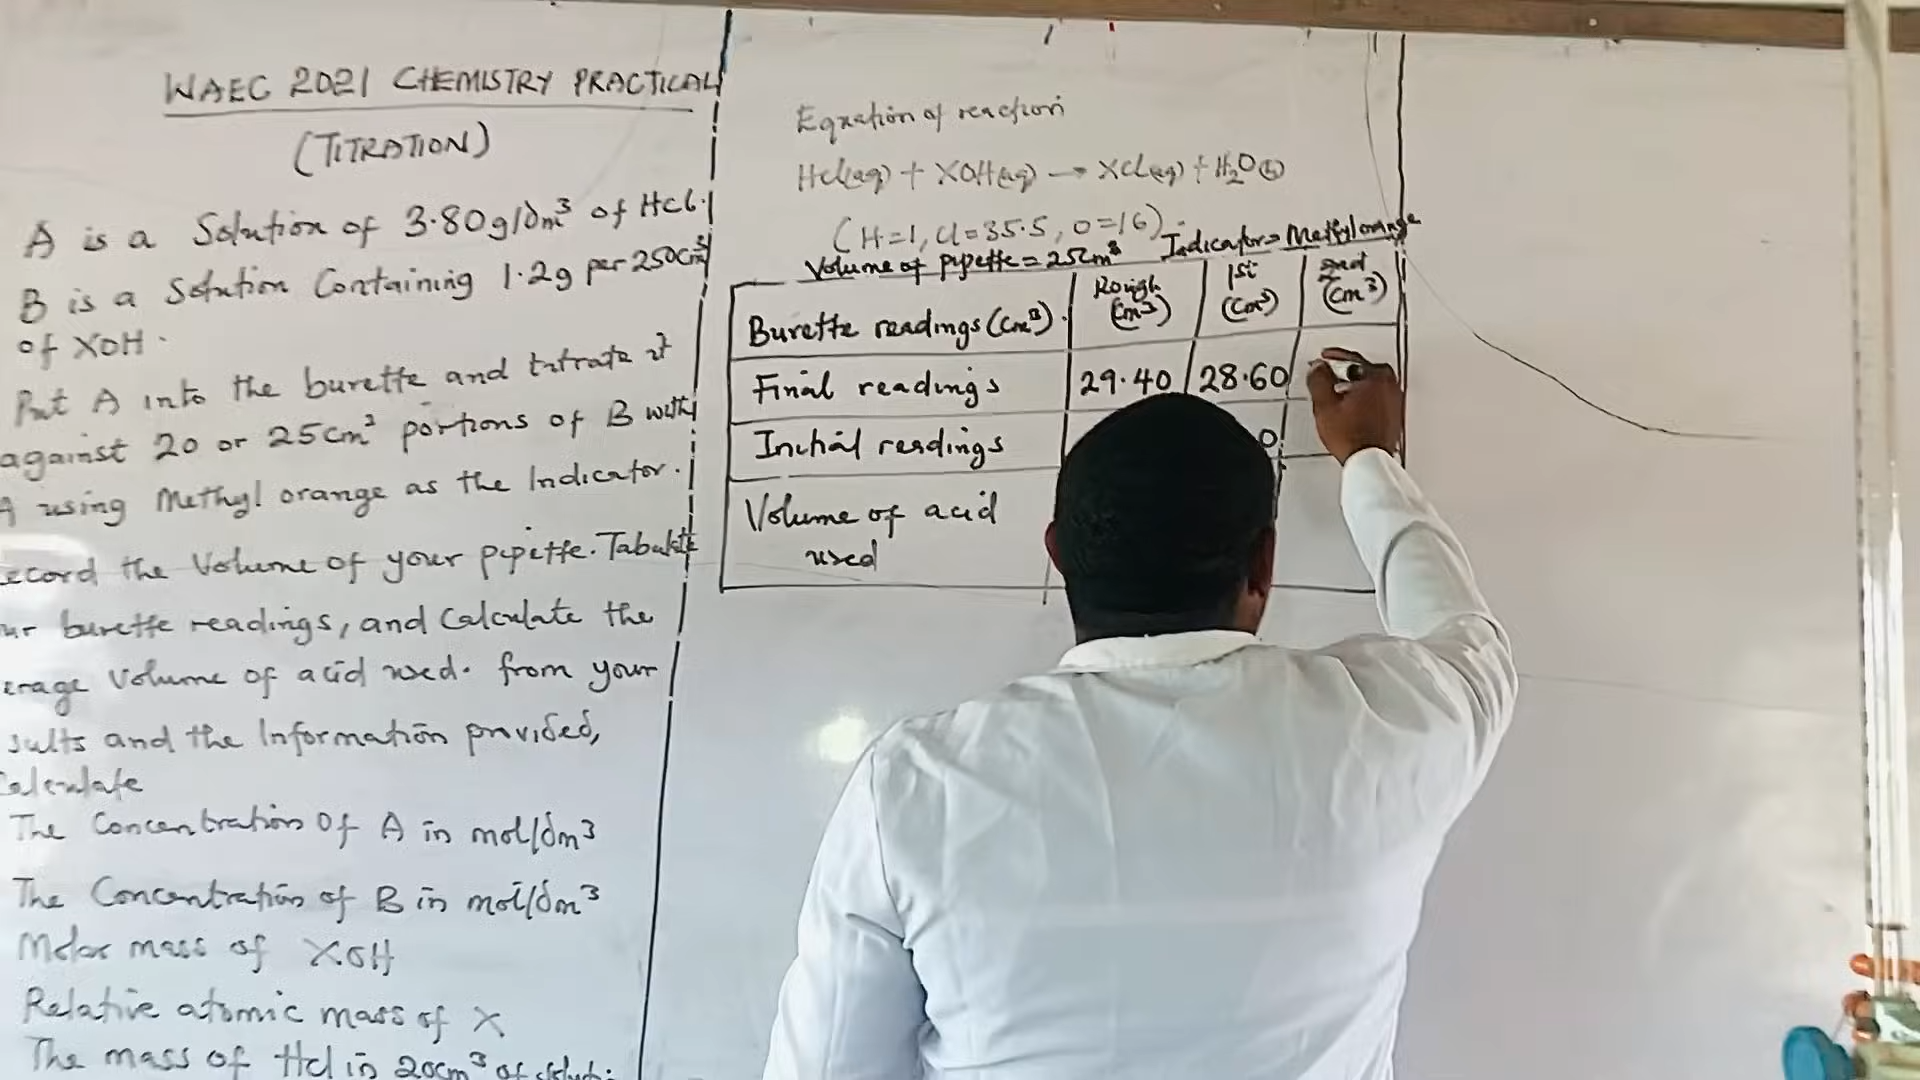 WAEC 2021 CHEMISTRY PRACTICAL
(TITRATION)
A is a Solution of 3.80g/dm³ of HCl.
B is a Solution Containing 1.2g per 250cm³
of XOH.
Put A into the burette and titrate it
against 20 or 25cm³ portions of B with
A using Methyl orange as the Indicator.
ecord the Volume of your pipette. Tabulate
ur burette readings, and Calculate the
erage Volume of acid used. from your
sults and the Information provided,
Calculate
The Concentration Of A in mol/dm³
The Concentration of B in mol/dm³
Molar mass of XOH
Relative atomic mass of X
The mass of HCl in 20cm³ of
Equation of reaction
HCl(aq) + XOH(aq) → XCl(aq) + H₂O(l)
(H=1, Cl=35.5, O=16)
Volume of pipette = 25cm³ Indicator = Methyl orange
Burette readings (cm³) Rough (cm³) 1st (cm³) 2nd (cm³)
Final readings 29.40 28.60
Initial readings 0
Volume of acid
used